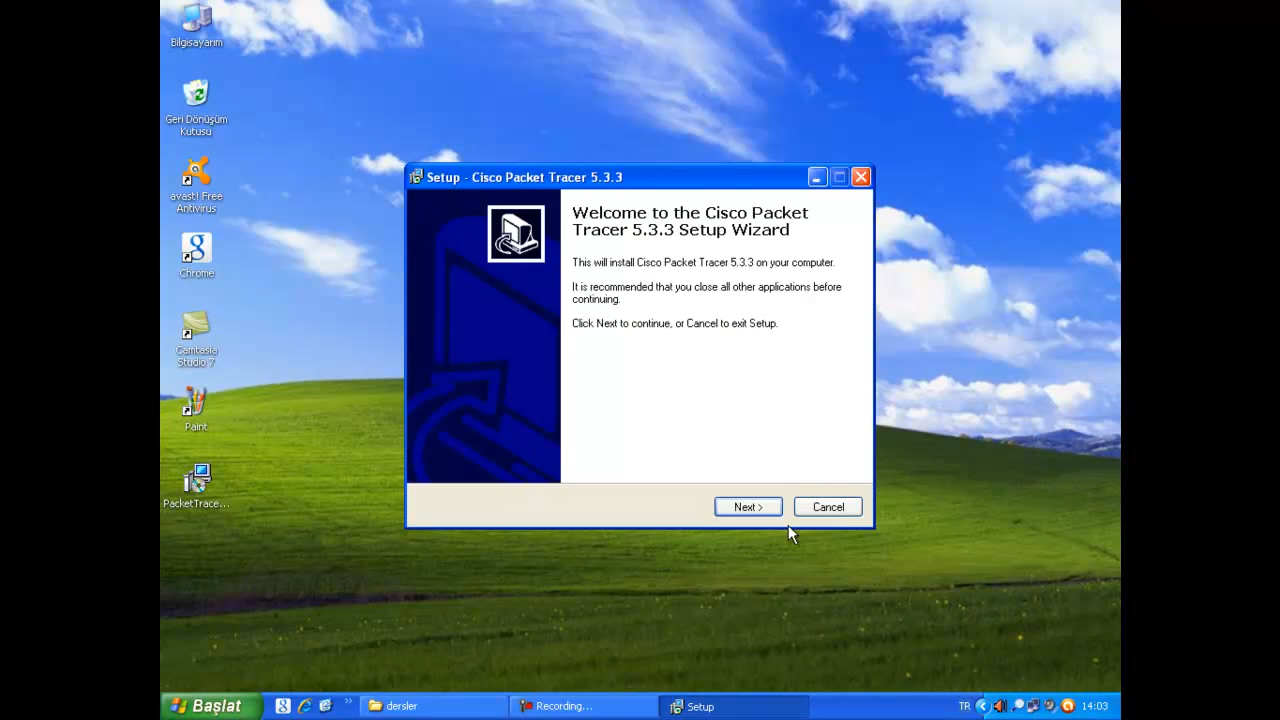 Bilgisayarım
Geri Dönüşüm
Kutusu
avast! Free
Antivirus
Chrome
Camtasia
Studio 7
Paint
PacketTrace...
Setup - Cisco Packet Tracer 5.3.3
Welcome to the Cisco Packet
Tracer 5.3.3 Setup Wizard
This will install Cisco Packet Tracer 5.3.3 on your computer.
It is recommended that you close all other applications before
continuing.
Click Next to continue, or Cancel to exit Setup.
Next >
Cancel
Başlat
dersler
Recording...
Setup
TR
14:03